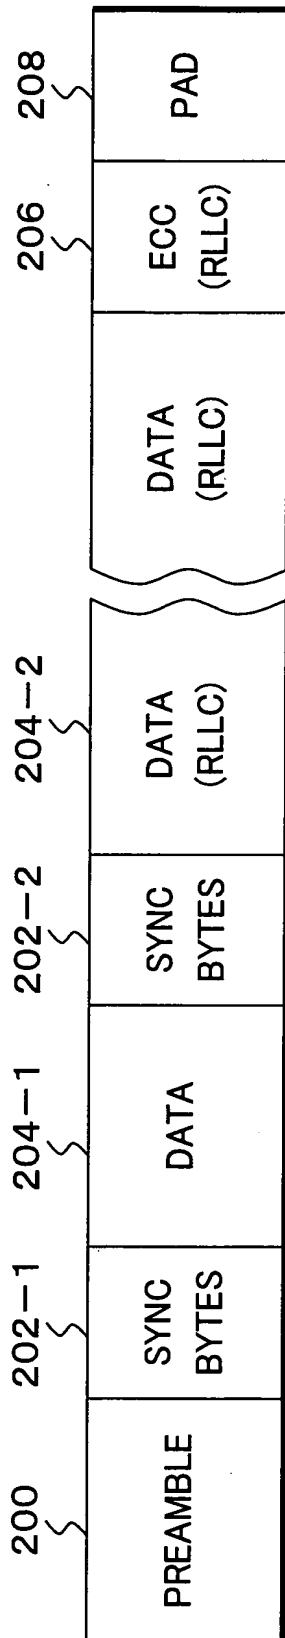 200
202-1
204-1
202-2
204-2
206
208
PREAMBLE
SYNC
BYTES
DATA
SYNC
BYTES
DATA
(RLLC)
DATA
(RLLC)
ECC
(RLLC)
PAD